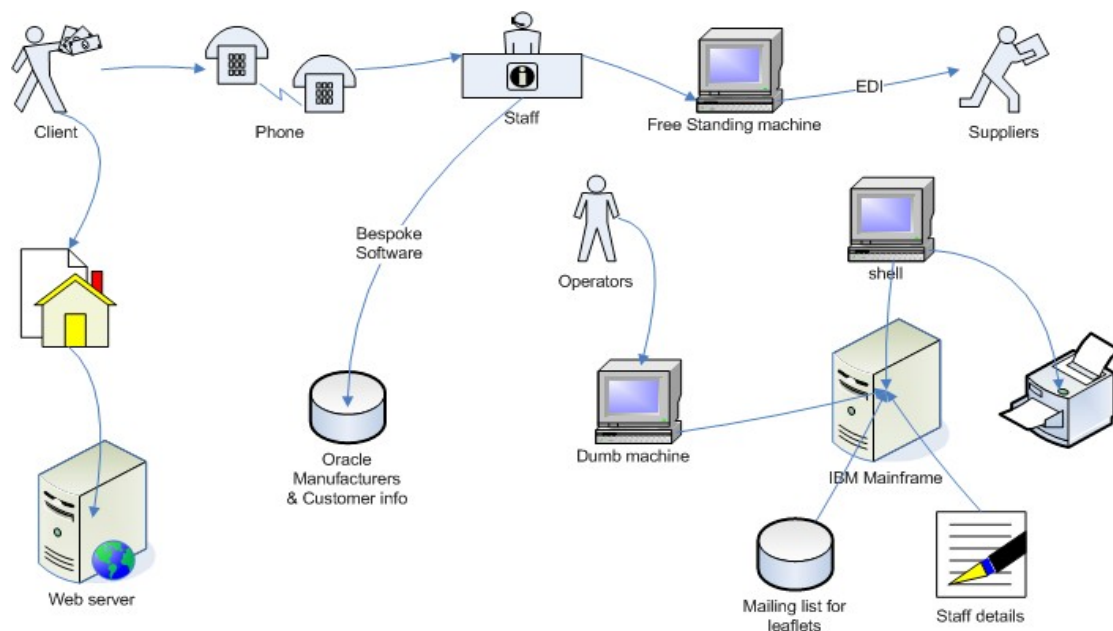 Client
Phone
Staff
Free Standing machine
EDI
Suppliers
Bespoke
Software
Operators
shell
Oracle
Manufacturers
& Customer info
Dumb machine
IBM Mainframe
Web server
Mailing list for
leaflets
Staff details